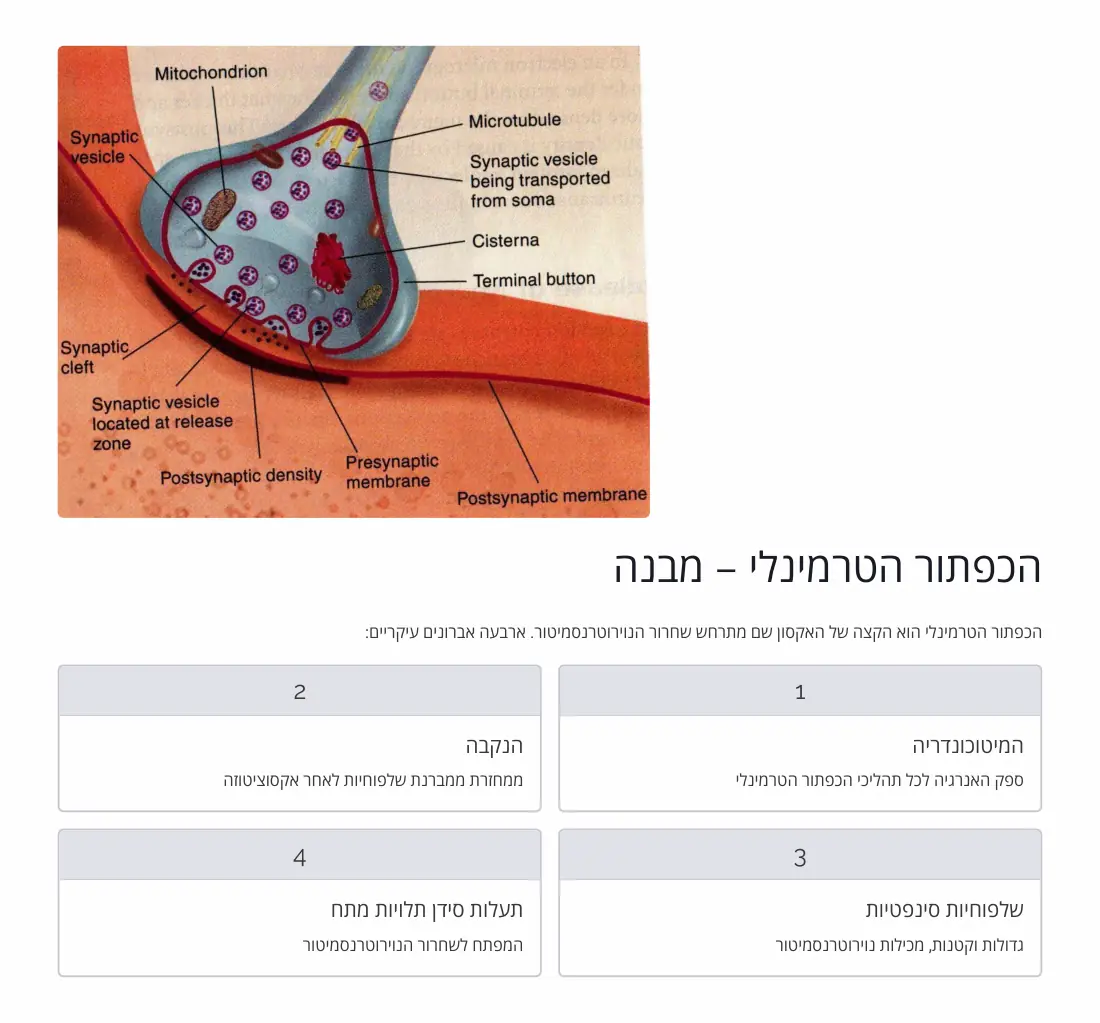 Mitochondrion
Synaptic
vesicle
Microtubule
Synaptic vesicle
being transported
from soma
Cisterna
Terminal button
Synaptic
cleft
Synaptic vesicle
located at release
zone
Postsynaptic density
Presynaptic
membrane
Postsynaptic membrane
הכפתור הטרמינלי – מבנה
הכפתור הטרמינלי הוא הקצה של האקסון שם מתרחש שחרור הנוירוטרנסמיטור. ארבעה אברונים עיקריים:
1
המיטוכונדריה
ספק האנרגיה לכל תהליכי הכפתור הטרמינלי
2
הנקבה
ממחזרת ממברנת שלפוחיות לאחר אקסוציטוזה
3
שלפוחיות סינפטיות
גדולות וקטנות, מכילות נוירוטרנסמיטור
4
תעלות סידן תלויות מתח
המפתח לשחרור הנוירוטרנסמיטור